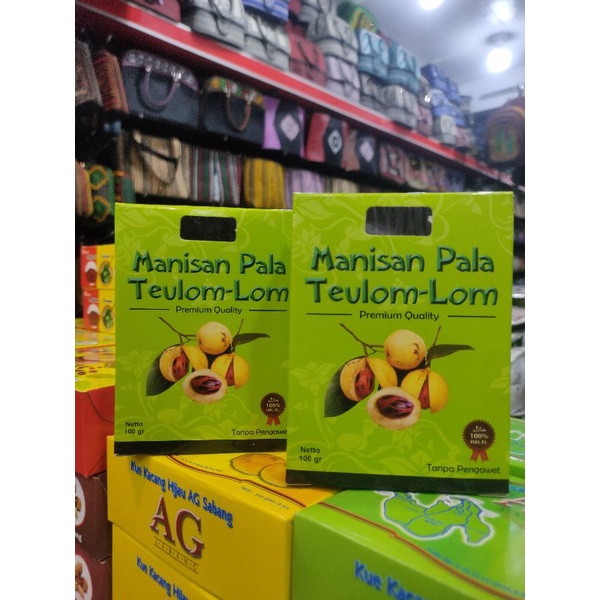 Manisan Pala
Teulom-Lom
Premium Quality
Netto
100 gr
100%
HALAL
Tanpa Pengawet
Manisan Pala
Teulom-Lom
Premium Quality
Netto
100 gr
100%
HALAL
Tanpa Pengawet
Kue Kacang Hijau AG Sabang
AG
SABANG
Kue Kacang Hijau
Kue Kacang